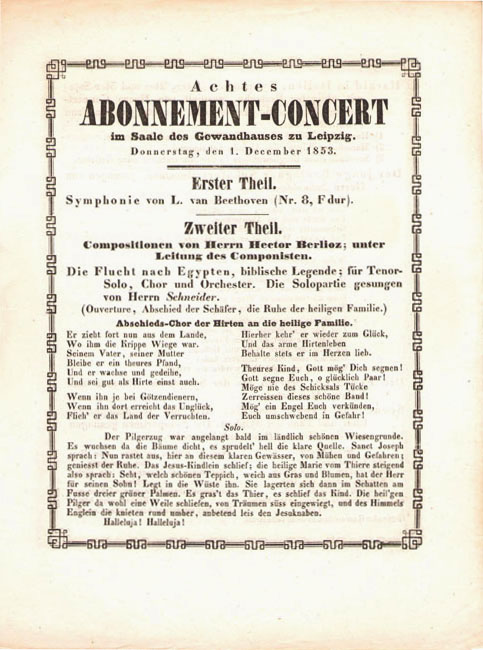 Achtes
ABONNEMENT-CONCERT
im Saale des Gewandhauses zu Leipzig.
Donnerstag, den 1. December 1853.
Erster Theil.
Symphonie von L. van Beethoven (Nr. 8, F dur).
Zweiter Theil.
Compositionen von Herrn Hector Berlioz; unter
Leitung des Componisten.
Die Flucht nach Egypten, biblische Legende; für Tenor-
Solo, Chor und Orchester. Die Solopartie gesungen
von Herrn Schneider.
(Ouverture, Abschied der Schäfer, die Ruhe der heiligen Familie.)
Abschieds-Chor der Hirten an die heilige Familie.
Er zieht fort nun aus dem Lande,
Wo ihm die Krippe Wiege war.
Seinem Vater, seiner Mutter
Bleibe er ein theures Pfand,
Und er wachse und gedeihe,
Und sei gut als Hirte einst auch.
Wenn ihn je bei Götzendienern,
Wenn ihn dort erreicht das Unglück,
Flieh' er das Land der Verruchten.
Hierher kehr' er wieder zum Glück,
Und das arme Hirtenleben
Behalte stets er im Herzen lieb.
Theures Kind, Gott mög' Dich segnen!
Gott segne Euch, o glücklich Paar!
Möge nie des Schicksals Tücke
Zerreissen dieses schöne Band!
Mög' ein Engel Euch verkünden,
Euch umschwebend in Gefahr!
Solo.
Der Pilgerzug war angelangt bald im ländlich schönen Wiesengrunde.
Es wuchsen da die Bäume dicht, es sprudelt' hell die klare Quelle. Sanct Joseph
sprach: Nun rastet aus, hier an diesem klaren Gewässer, von Mühen und Gefahren;
geniesst der Ruhe. Das Jesus-Kindlein schlief; die heilige Marie vom Thiere steigend
also sprach: Seht, welch schönen Teppich, weich aus Gras und Blumen, hat der Herr
für seinen Sohn! Legt in die Wüste ihn. Sie lagerten sich dann im Schatten am
Fusse dreier grüner Palmen. Es gras't das Thier, es schlief das Kind. Die heil'gen
Pilger da wohl eine Weile schliefen, von Träumen süss eingewiegt, und des Himmels
Englein die knieten rund umher, anbetend leis den Jesuknaben.
Halleluja! Halleluja!